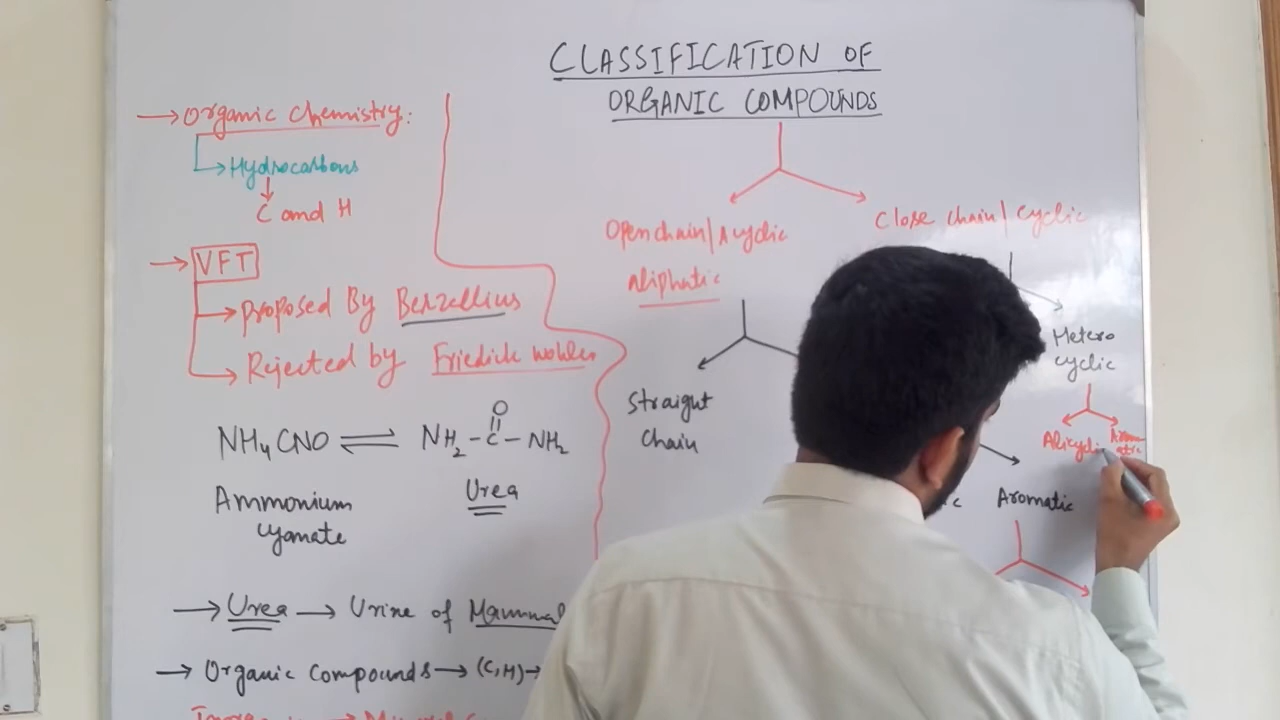 CLASSIFICATION OF
ORGANIC COMPOUNDS
→ Organic Chemistry:
→ Hydrocarbons
C and H
→ VFT
→ Proposed By Berzellius
→ Rejected by Friedick Wohler
NH4CNO ⇌ NH2-C-NH2
O
Ammonium
cyanate
Urea
→ Urea → Urine of Mammal
→ Organic Compounds → (C,H) →
Open chain/Acyclic
Aliphatic
Straight
Chain
Close chain/Cyclic
Hetero
cyclic
Alicyclic
Aromatic
Aromatic